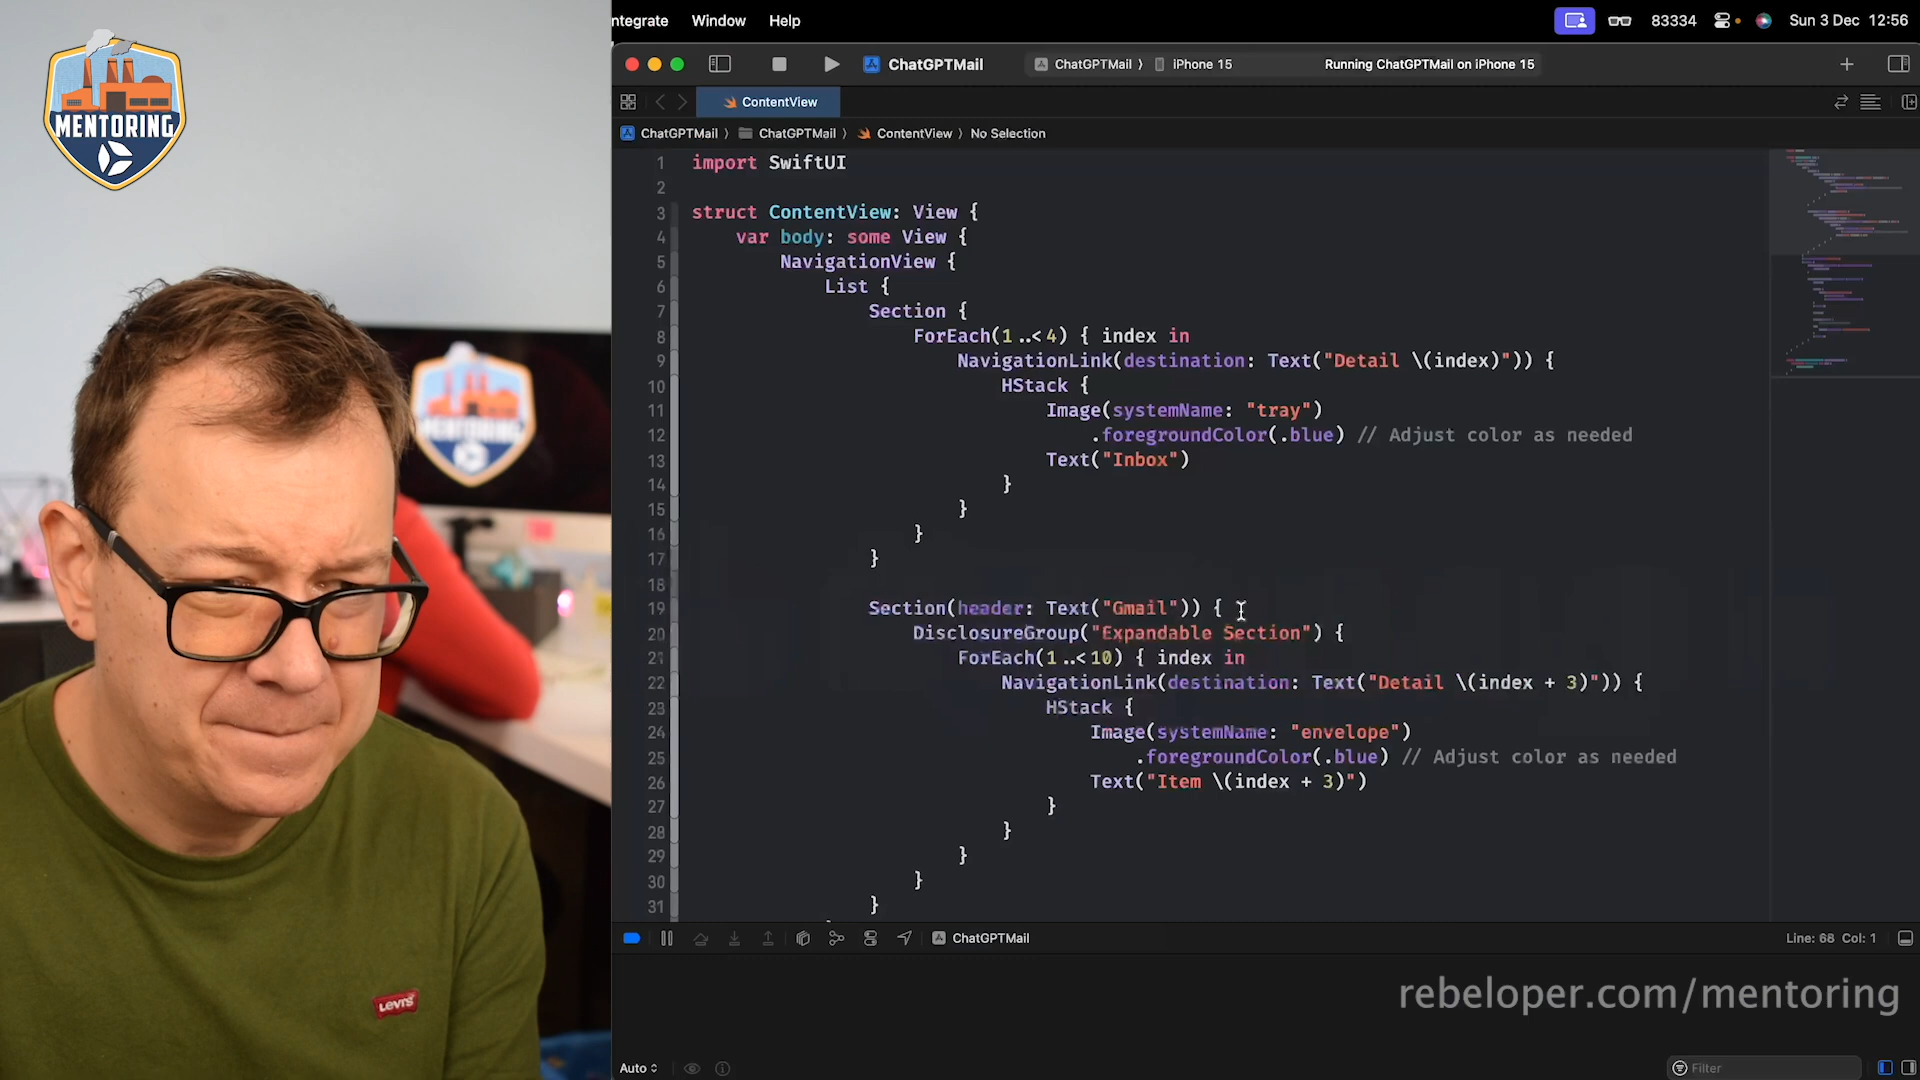 MENTORING
MENTORING
Levi's
ntegrate Window Help 83334 Sun 3 Dec 12:56
ChatGPTMail ChatGPTMail ⟩ iPhone 15 Running ChatGPTMail on iPhone 15
ContentView
ChatGPTMail ⟩ ChatGPTMail ⟩ ContentView ⟩ No Selection
1 import SwiftUI
2
3 struct ContentView: View {
4 var body: some View {
5 NavigationView {
6 List {
7 Section {
8 ForEach(1..<4) { index in
9 NavigationLink(destination: Text("Detail \(index)")) {
10 HStack {
11 Image(systemName: "tray")
12 .foregroundColor(.blue) // Adjust color as needed
13 Text("Inbox")
14 }
15 }
16 }
17 }
18
19 Section(header: Text("Gmail")) {
20 DisclosureGroup("Expandable Section") {
21 ForEach(1..<10) { index in
22 NavigationLink(destination: Text("Detail \(index + 3)")) {
23 HStack {
24 Image(systemName: "envelope")
25 .foregroundColor(.blue) // Adjust color as needed
26 Text("Item \(index + 3)")
27 }
28 }
29 }
30 }
31 }
ChatGPTMail Line: 68 Col: 1
rebeloper.com/mentoring
Auto Filter